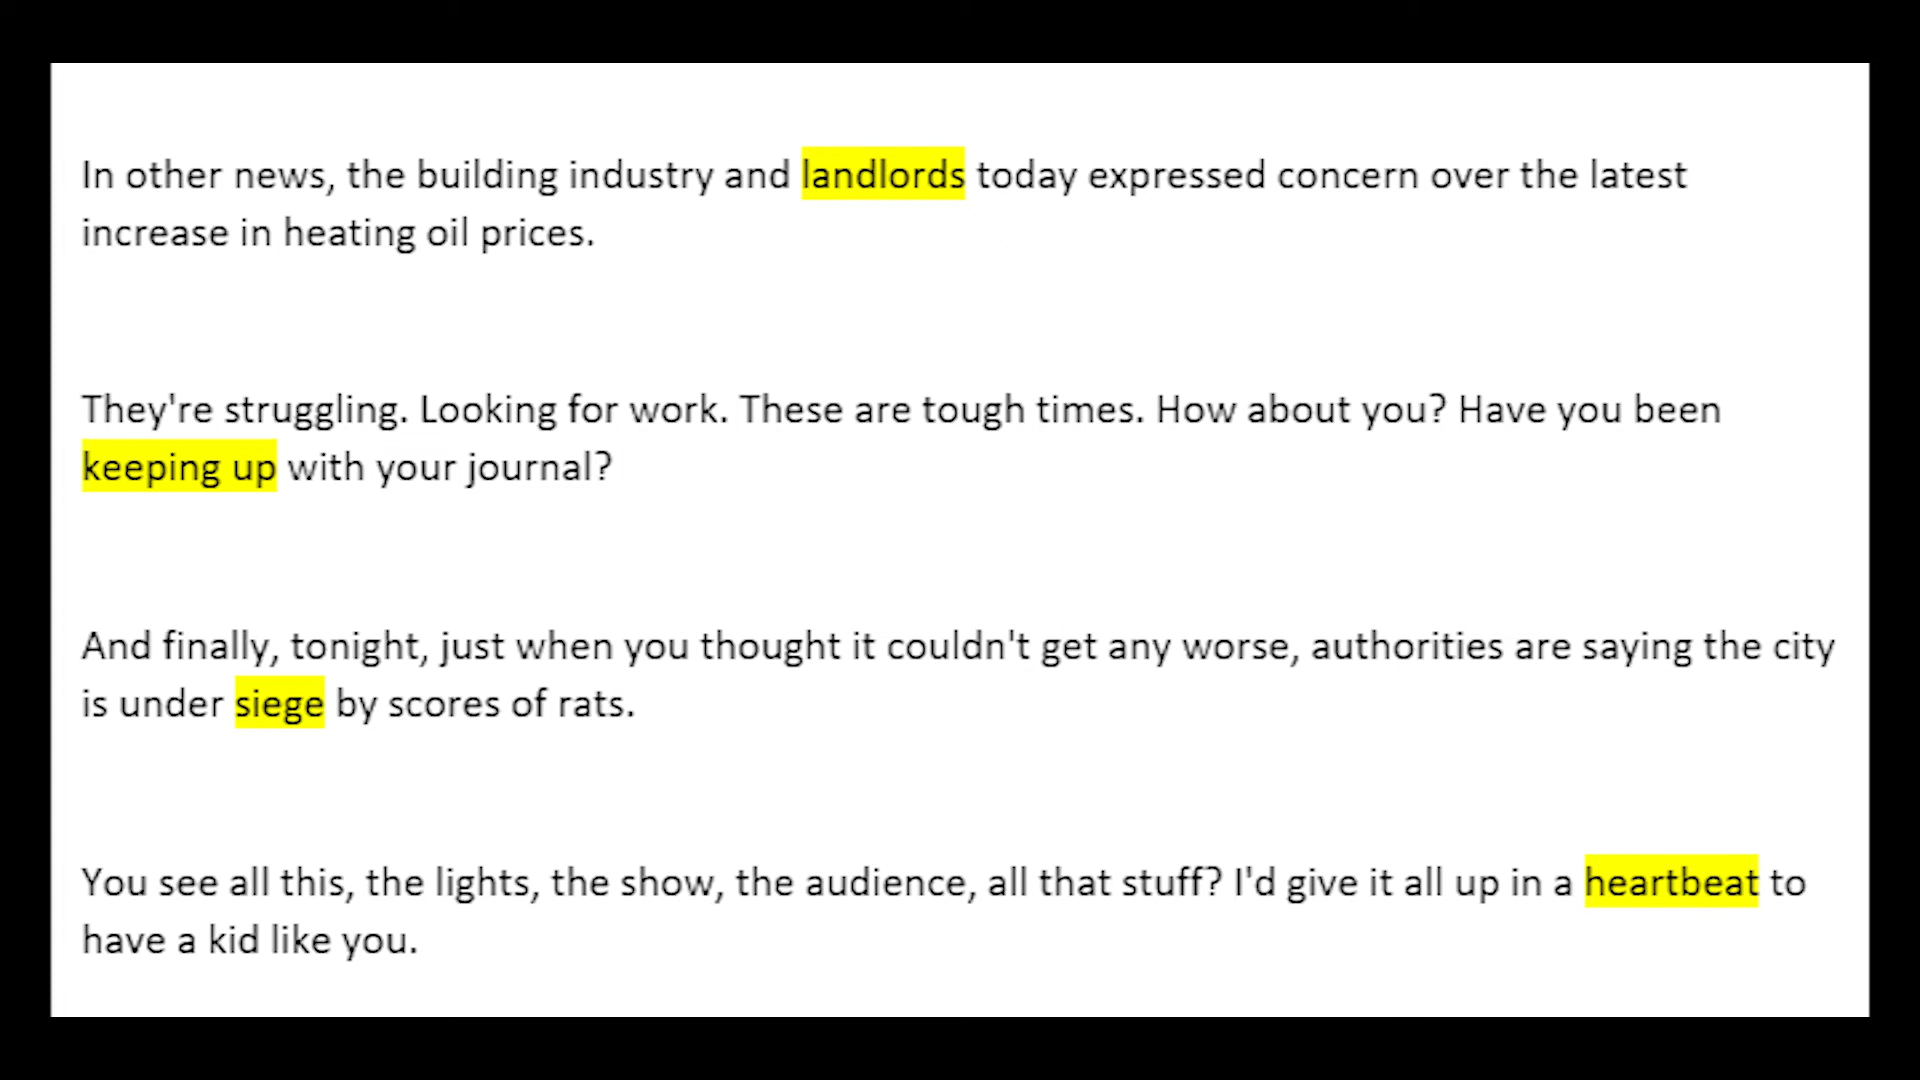 In other news, the building industry and landlords today expressed concern over the latest
increase in heating oil prices.
They're struggling. Looking for work. These are tough times. How about you? Have you been
keeping up with your journal?
And finally, tonight, just when you thought it couldn't get any worse, authorities are saying the city
is under siege by scores of rats.
You see all this, the lights, the show, the audience, all that stuff? I'd give it all up in a heartbeat to
have a kid like you.